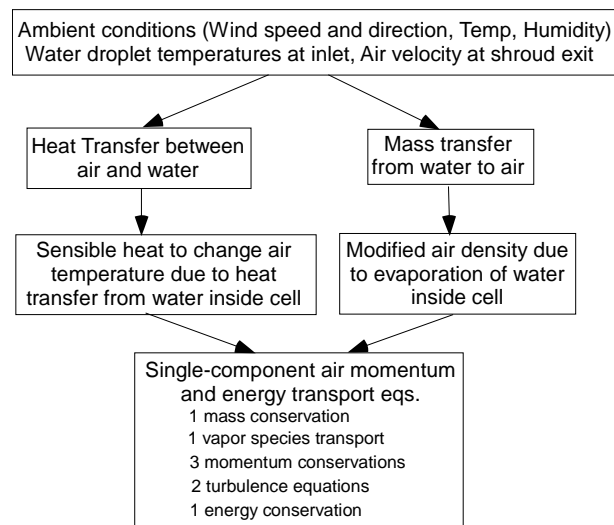 Ambient conditions (Wind speed and direction, Temp, Humidity)
Water droplet temperatures at inlet, Air velocity at shroud exit
Heat Transfer between
air and water
Mass transfer
from water to air
Sensible heat to change air
temperature due to heat
transfer from water inside cell
Modified air density due
to evaporation of water
inside cell
Single-component air momentum
and energy transport eqs.
1 mass conservation
1 vapor species transport
3 momentum conservations
2 turbulence equations
1 energy conservation